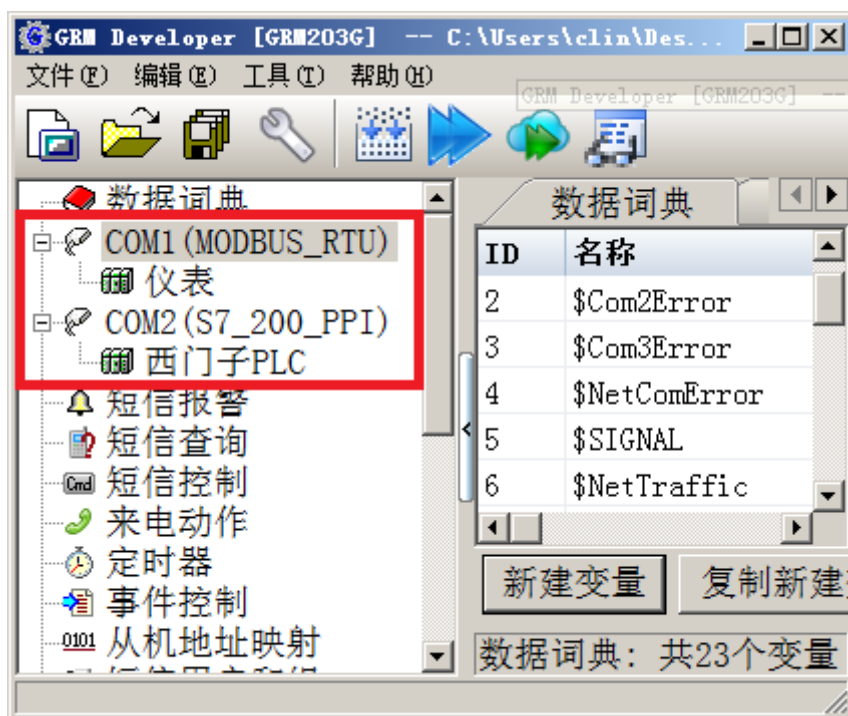 GRM Developer [GRM203G] -- C:\Users\clin\Des...
文件(F) 编辑(E) 工具(T) 帮助(H)
GRM Developer [GRM203G] --
数据词典
COM1(MODBUS_RTU)
仪表
COM2(S7_200_PPI)
西门子PLC
短信报警
短信查询
Cmd 短信控制
来电动作
定时器
事件控制
0101 从机地址映射
数据词典
ID 名称
2 $Com2Error
3 $Com3Error
4 $NetComError
5 $SIGNAL
6 $NetTraffic
新建变量 复制新建
数据词典: 共23个变量